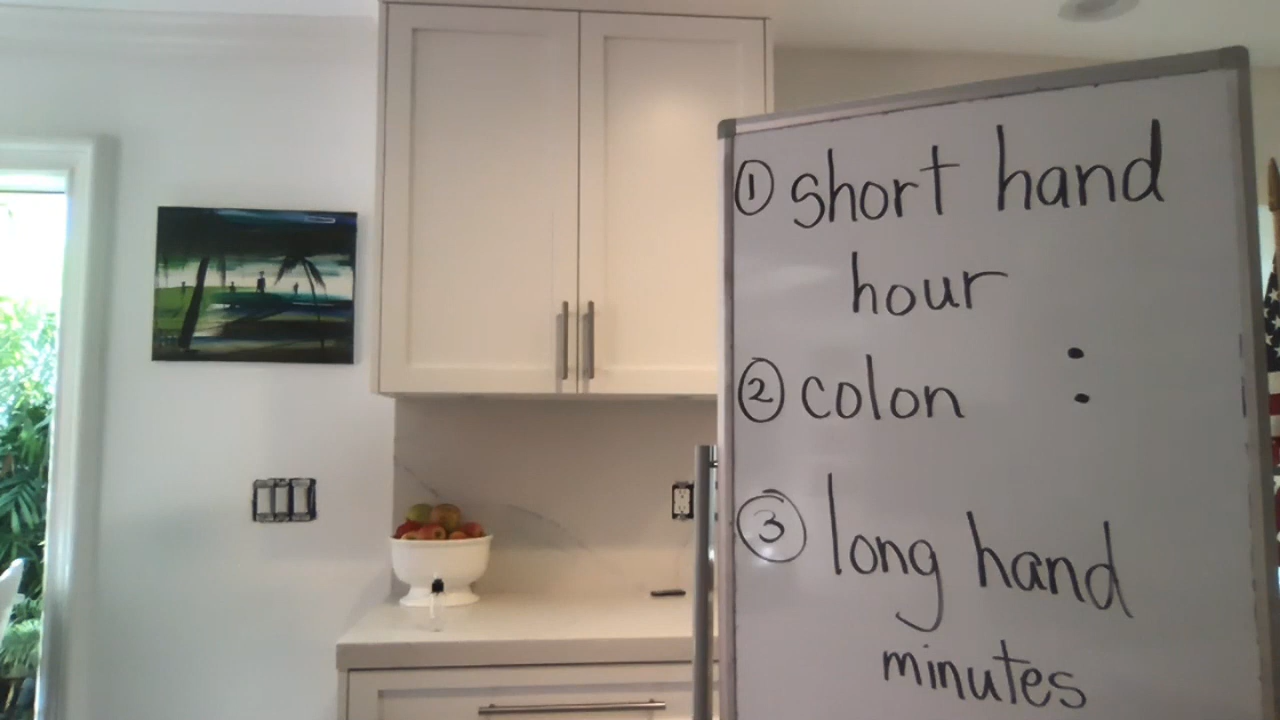 ① short hand
hour
② colon :
③ long hand
minutes